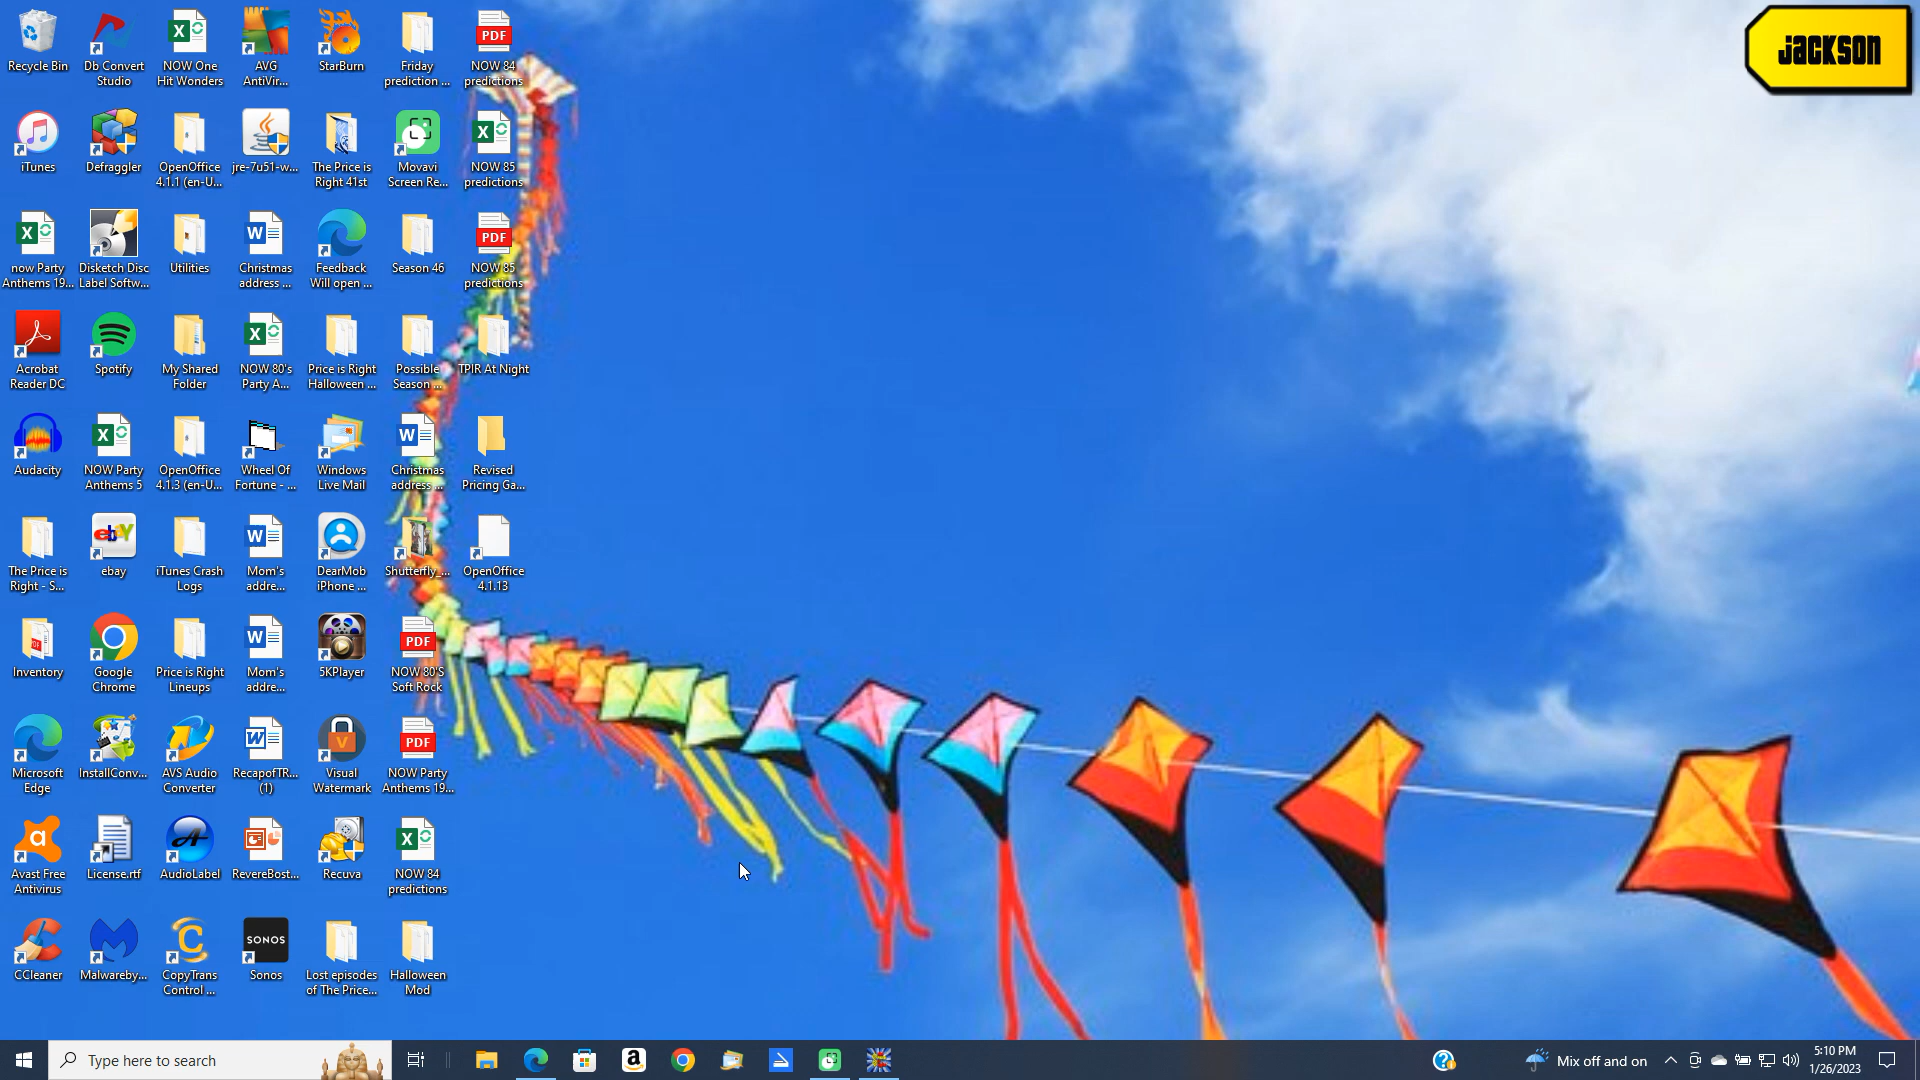 Recycle Bin
Db Convert
Studio
NOW One
Hit Wonders
AVG
AntiVir...
StarBurn
Friday
prediction ...
PDF
NOW 84
predictions
Jackson
iTunes
Defraggler
OpenOffice
4.1.1 (en-U...
jre-7u51-w...
The Price is
Right 41st
Movavi
Screen Re...
NOW 85
predictions
now Party
Anthems 19...
Disketch Disc
Label Softw...
Utilities
Christmas
address ...
Feedback
Will open ...
Season 46
PDF
NOW 85
predictions
Acrobat
Reader DC
Spotify
My Shared
Folder
NOW 80's
Party A...
Price is Right
Halloween ...
Possible
Season ...
TPIR At Night
Audacity
NOW Party
Anthems 5
OpenOffice
4.1.3 (en-U...
Wheel Of
Fortune - ...
Windows
Live Mail
Christmas
address ...
Revised
Pricing Ga...
The Price is
Right - S...
ebay
ebay
iTunes Crash
Logs
Mom's
addre...
DearMob
iPhone ...
Shutterfly_...
OpenOffice
4.1.13
Inventory
Google
Chrome
Price is Right
Lineups
Mom's
addre...
5KPlayer
PDF
NOW 80'S
Soft Rock
Microsoft
Edge
InstallConv...
AVS Audio
Converter
RecapofTR...
(1)
Visual
Watermark
PDF
NOW Party
Anthems 19...
Avast Free
Antivirus
License.rtf
AudioLabel
RevereBost...
Recuva
NOW 84
predictions
CCleaner
Malwareby...
CopyTrans
Control ...
SONOS
Sonos
Lost episodes
of The Price...
Halloween
Mod
Type here to search
Mix off and on
5:10 PM
1/26/2023